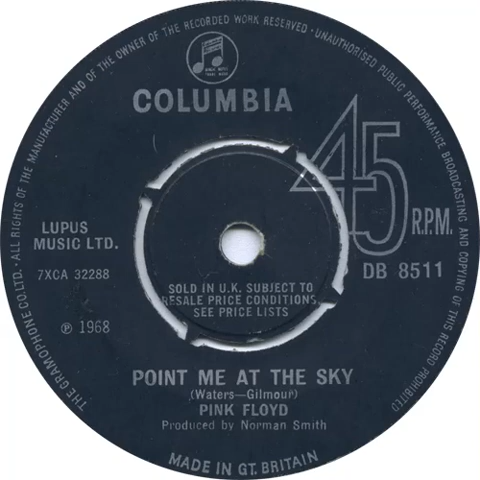 THE GRAMOPHONE CO. LTD. · ALL RIGHTS OF THE MANUFACTURER AND OF THE OWNER OF THE RECORDED WORK RESERVED · UNAUTHORISED PUBLIC PERFORMANCE BROADCASTING AND COPYING OF THIS RECORD PROHIBITED
COLUMBIA
45
R.P.M.
LUPUS
MUSIC LTD.
7XCA 32288
DB 8511
SOLD IN U.K. SUBJECT TO
RESALE PRICE CONDITIONS,
SEE PRICE LISTS
℗ 1968
POINT ME AT THE SKY
(Waters-Gilmour)
PINK FLOYD
Produced by Norman Smith
MADE IN GT. BRITAIN